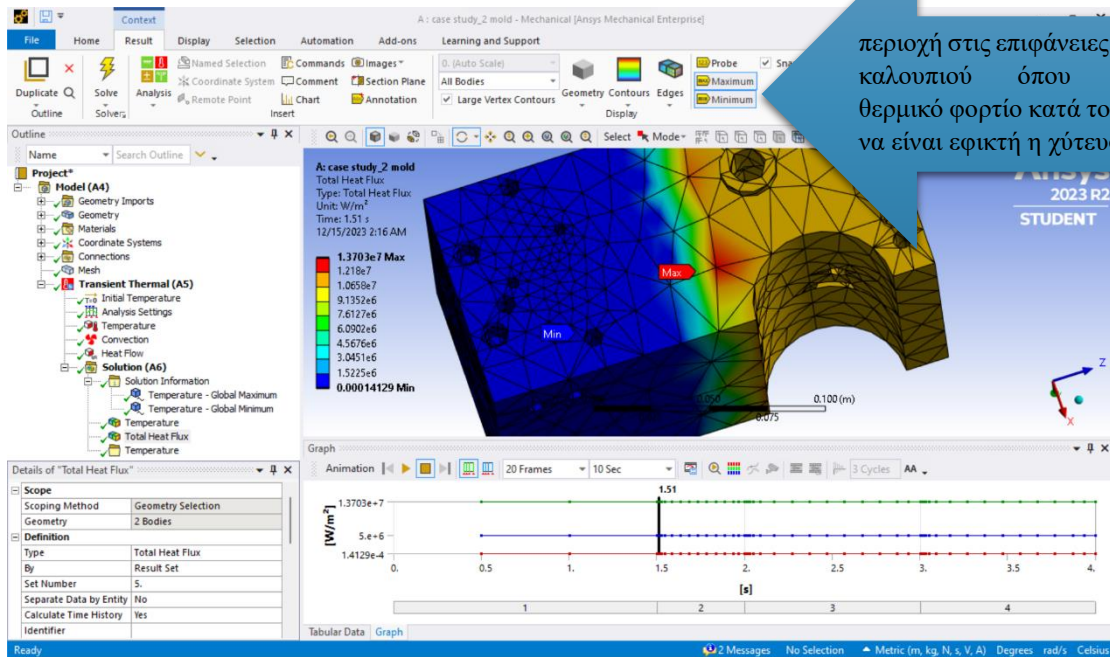 Context
A : case study_2 mold - Mechanical [Ansys Mechanical Enterprise]
File Home Result Display Selection Automation Add-ons Learning and Support
Duplicate
Outline
Solve
Solvers
Analysis
Named Selection
Coordinate System
Remote Point
Commands
Comment
Chart
Images
Section Plane
Annotation
Insert
0. (Auto Scale)
All Bodies
Large Vertex Contours
Geometry Contours Edges
Display
Probe
Maximum
Minimum
περιοχή στις επιφάνειες
καλουπιού όπου
θερμικό φορτίο κατά το
να είναι εφικτή η
Outline
Name
Search Outline
Select Mode
Project*
Model (A4)
Geometry Imports
Geometry
Materials
Coordinate Systems
Connections
Mesh
Transient Thermal (A5)
Initial Temperature
Analysis Settings
Temperature
Convection
Heat Flow
Solution (A6)
Solution Information
Temperature - Global Maximum
Temperature - Global Minimum
Temperature
Total Heat Flux
Temperature
A: case study_2 mold
Total Heat Flux
Type: Total Heat Flux
Unit: W/m²
Time: 1.51 s
12/15/2023 2:16 AM
1.3703e7 Max
1.218e7
1.0658e7
9.1352e6
7.6127e6
6.0902e6
4.5676e6
3.0451e6
1.5225e6
0.00014129 Min
Max
Min
2023 R2
STUDENT
0.050
0.100 (m)
0.075
Z
X
Details of "Total Heat Flux"
Scope
Scoping Method Geometry Selection
Geometry 2 Bodies
Definition
Type Total Heat Flux
By Result Set
Set Number 5.
Separate Data by Entity No
Calculate Time History Yes
Identifier
Graph
Animation 20 Frames 10 Sec 3 Cycles AA
1.51
[W/m²]
1.3703e+7
5.e+6
1.4129e-4
0. 0.5 1. 1.5 2. 2.5 3. 3.5 4.
[s]
1 2 3 4
Tabular Data Graph
Ready 2 Messages No Selection Metric (m, kg, N, s, V, A) Degrees rad/s Celsius